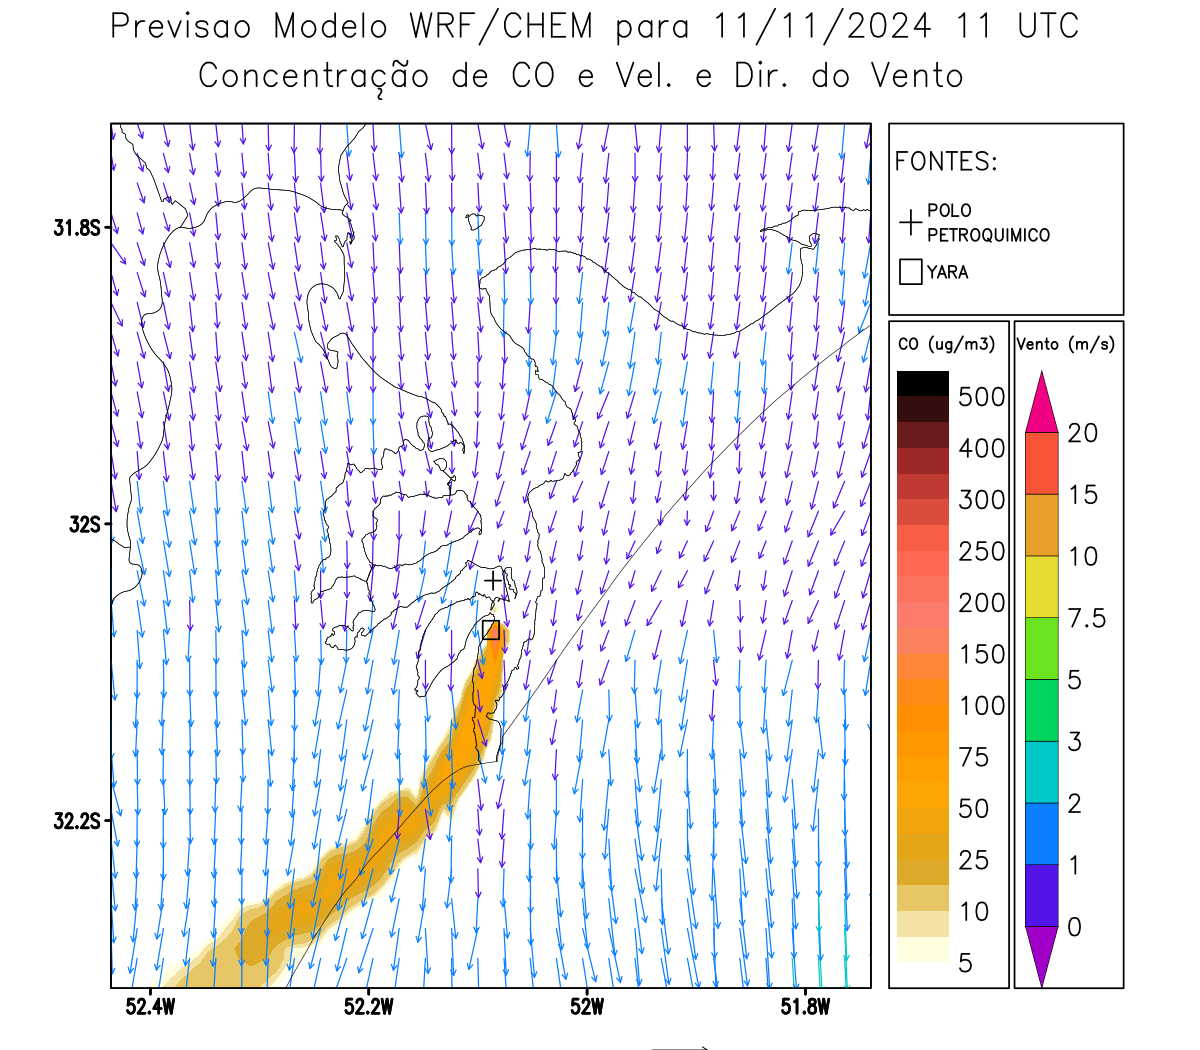 Previsao Modelo WRF/CHEM para 11/11/2024 11 UTC
Concentração de CO e Vel. e Dir. do Vento
FONTES:
POLO
PETROQUIMICO
YARA
CO (ug/m3)
500
400
300
250
200
150
100
75
50
25
10
5
Vento (m/s)
20
15
10
7.5
5
3
2
1
0
31.8S
32S
32.2S
52.4W
52.2W
52W
51.8W